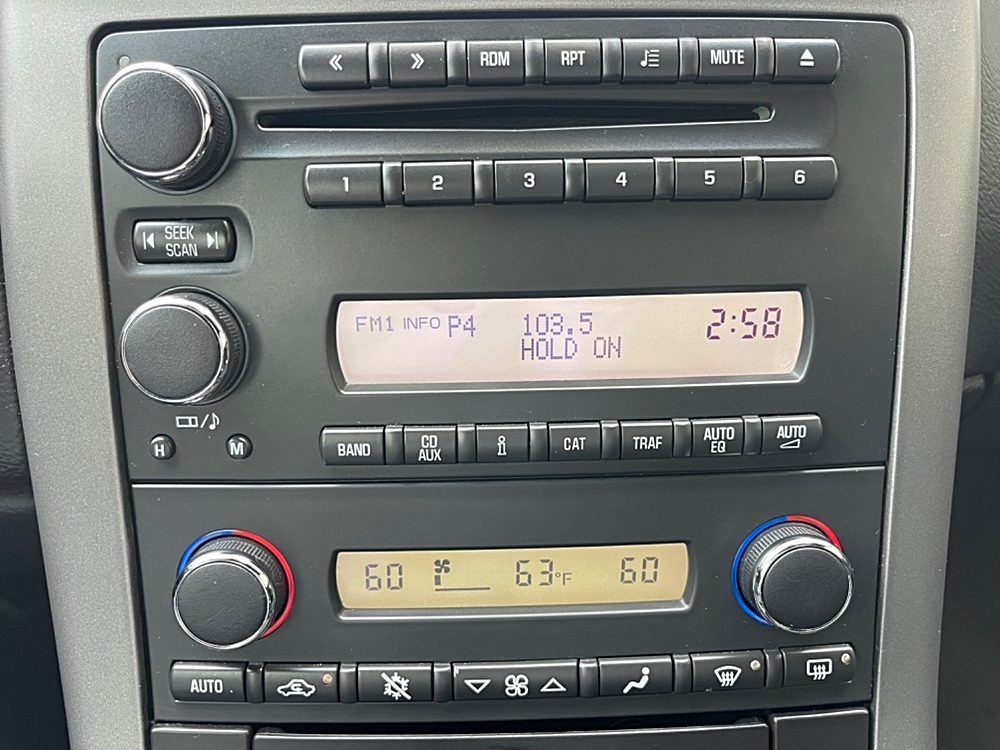 RDM RPT MUTE
1 2 3 4 5 6
SEEK
SCAN
FM1 INFO P4 103.5 2:58
HOLD ON
H M
BAND CD AUX i CAT TRAF AUTO EQ AUTO
60 63°F 60
AUTO